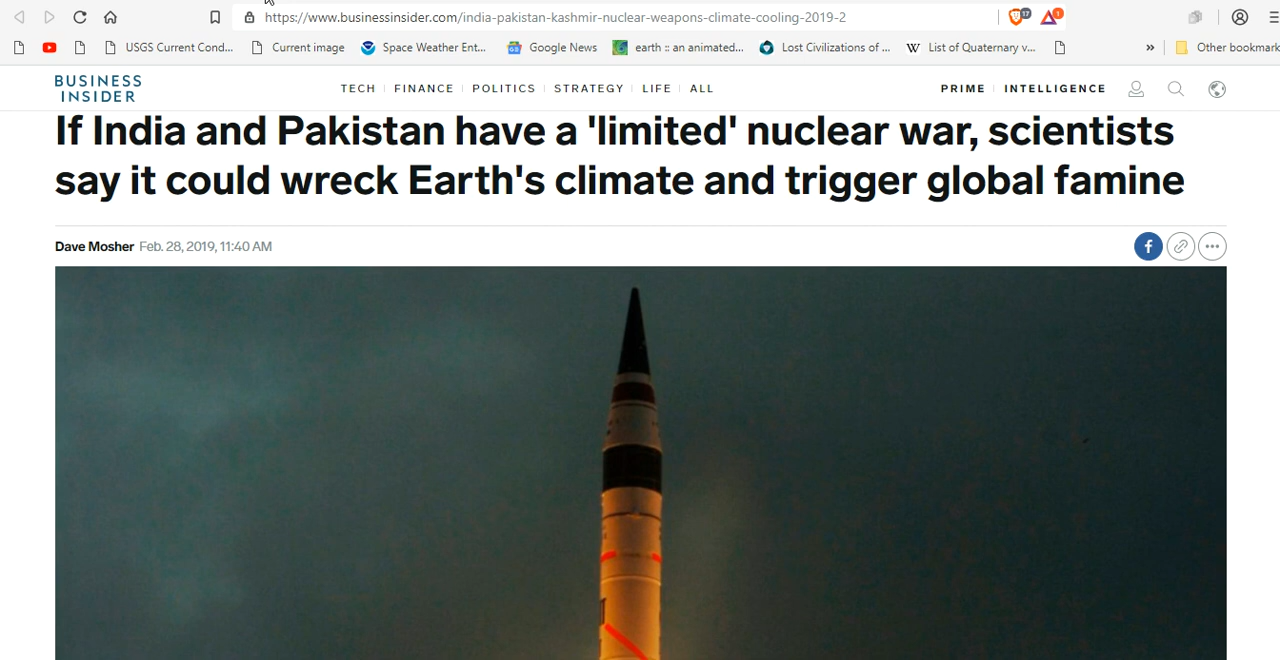 https://www.businessinsider.com/india-pakistan-kashmir-nuclear-weapons-climate-cooling-2019-2
17
1
USGS Current Cond...
Current image
Space Weather Ent...
Google News
earth :: an animated...
Lost Civilizations of ...
W
List of Quaternary v...
»
Other bookmark
BUSINESS
INSIDER
TECH FINANCE POLITICS STRATEGY LIFE ALL
PRIME INTELLIGENCE
If India and Pakistan have a 'limited' nuclear war, scientists
say it could wreck Earth's climate and trigger global famine
Dave Mosher Feb. 28, 2019, 11:40 AM
f